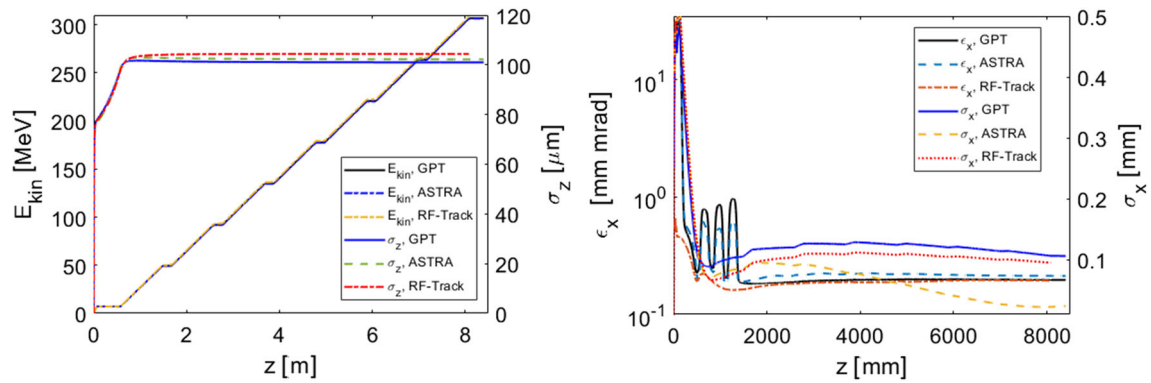 300
250
200
150
100
50
0
E_kin [MeV]
120
100
80
60
40
20
0
σ_z [μm]
0 2 4 6 8
z [m]
E_kin, GPT
E_kin, ASTRA
E_kin, RF-Track
σ_z, GPT
σ_z, ASTRA
σ_z, RF-Track
10^1
10^0
10^-1
ϵ_x [mm mrad]
0.5
0.4
0.3
0.2
0.1
σ_x [mm]
0 2000 4000 6000 8000
z [mm]
ϵ_x, GPT
ϵ_x, ASTRA
ϵ_x, RF-Track
σ_x, GPT
σ_x, ASTRA
σ_x, RF-Track